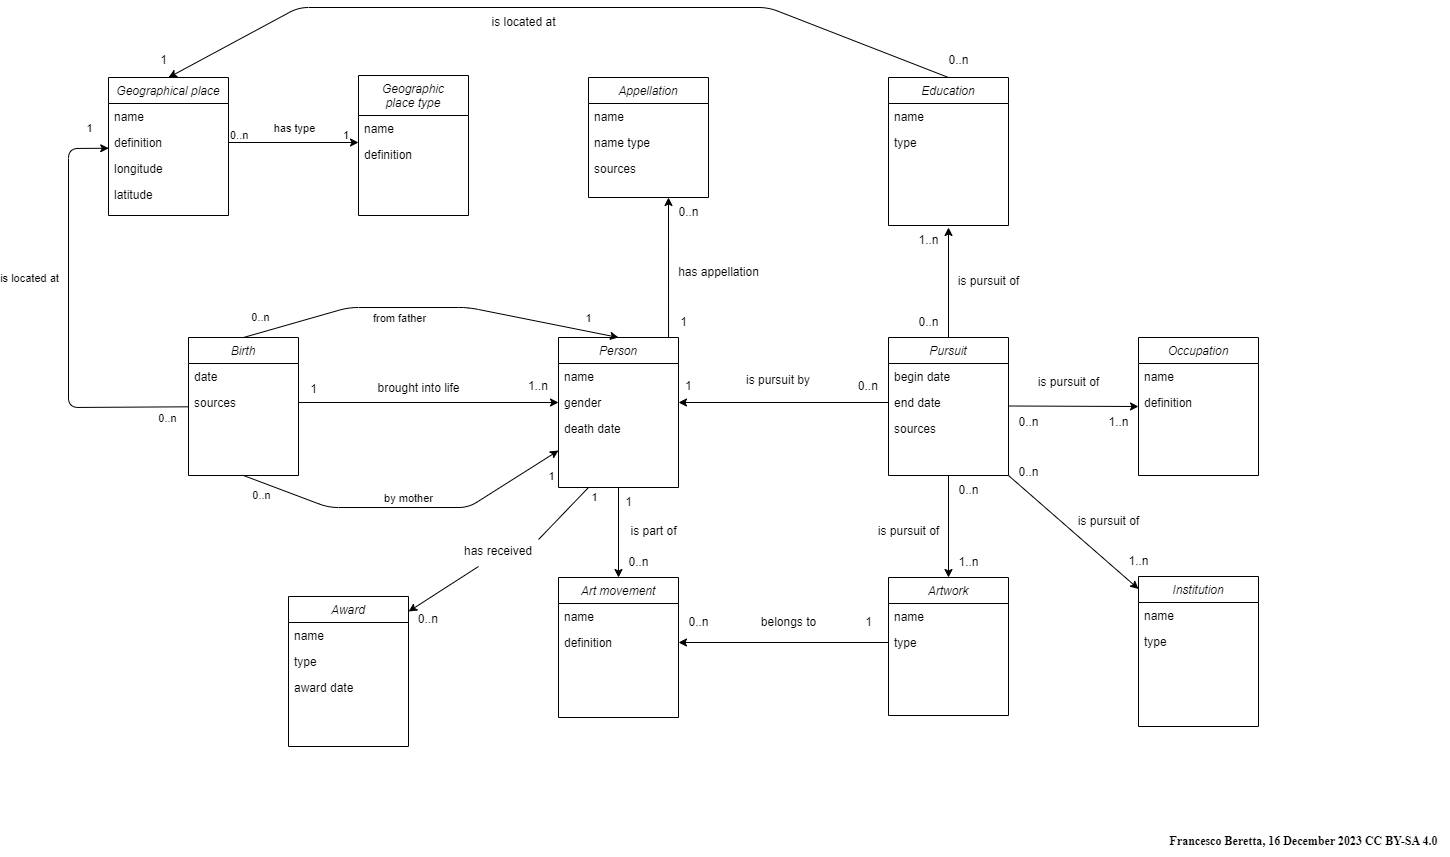 is located at
1
0..n
Geographical place
name
definition
longitude
latitude
Geographic
place type
name
definition
Appellation
name
name type
sources
Education
name
type
1
0..n
has type
1
0..n
1..n
is located at
has appellation
is pursuit of
0..n
from father
1
1
0..n
Birth
date
sources
Person
name
gender
death date
Pursuit
begin date
end date
sources
Occupation
name
definition
1
brought into life
1..n
1
is pursuit by
0..n
is pursuit of
0..n
0..n
1..n
0..n
by mother
1
1
1
0..n
0..n
has received
is part of
is pursuit of
is pursuit of
0..n
1..n
1..n
Award
name
type
award date
0..n
Art movement
name
definition
0..n
belongs to
1
Artwork
name
type
Institution
name
type
Francesco Beretta, 16 December 2023 CC BY-SA 4.0